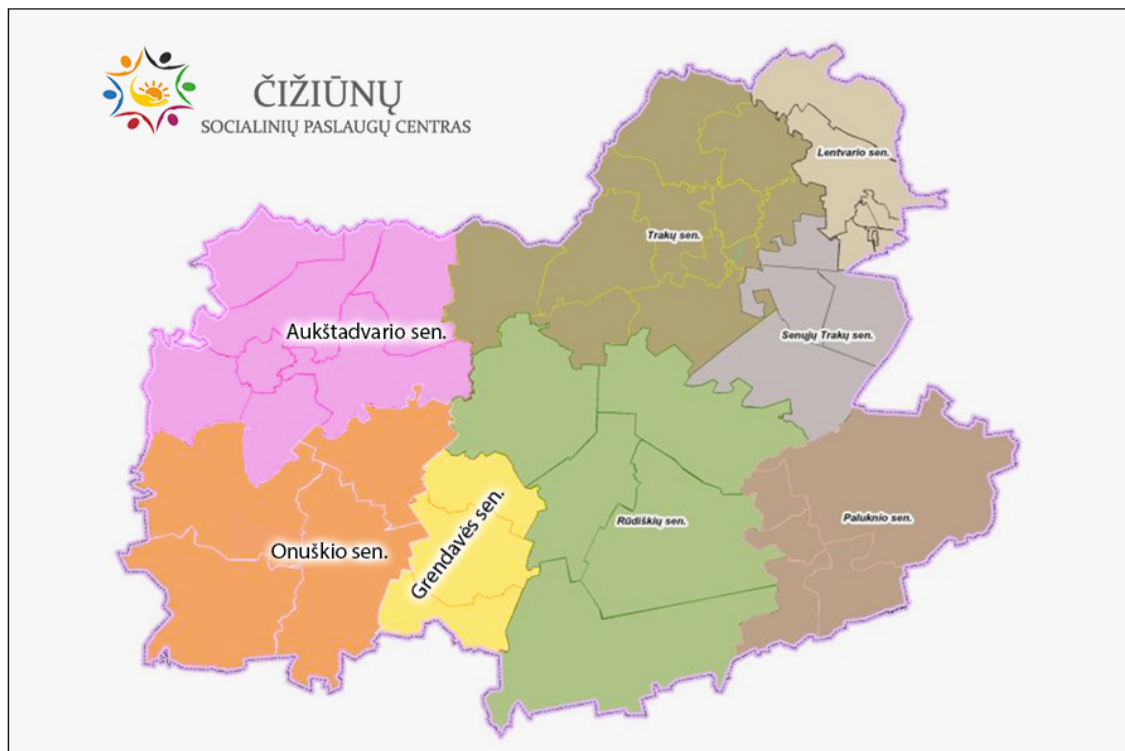 ČIŽIŪNŲ
SOCIALINIŲ PASLAUGŲ CENTRAS
Lentvario sen.
Trakų sen.
Aukštadvario sen.
Senųjų Trakų sen.
Grendavės sen.
Rūdiškių sen.
Paluknio sen.
Onuškio sen.